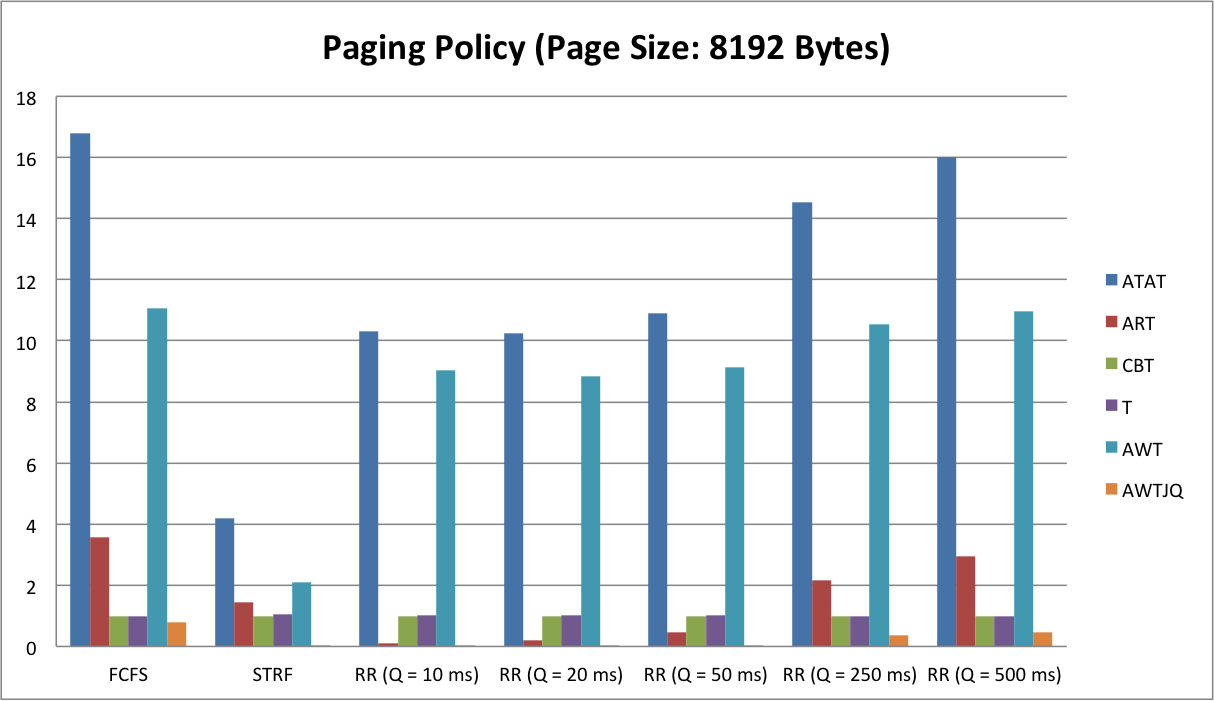 Paging Policy (Page Size: 8192 Bytes)
18
16
14
12
10
8
6
4
2
0
FCFS STRF RR (Q = 10 ms) RR (Q = 20 ms) RR (Q = 50 ms) RR (Q = 250 ms) RR (Q = 500 ms)
ATAT
ART
CBT
T
AWT
AWTJQ